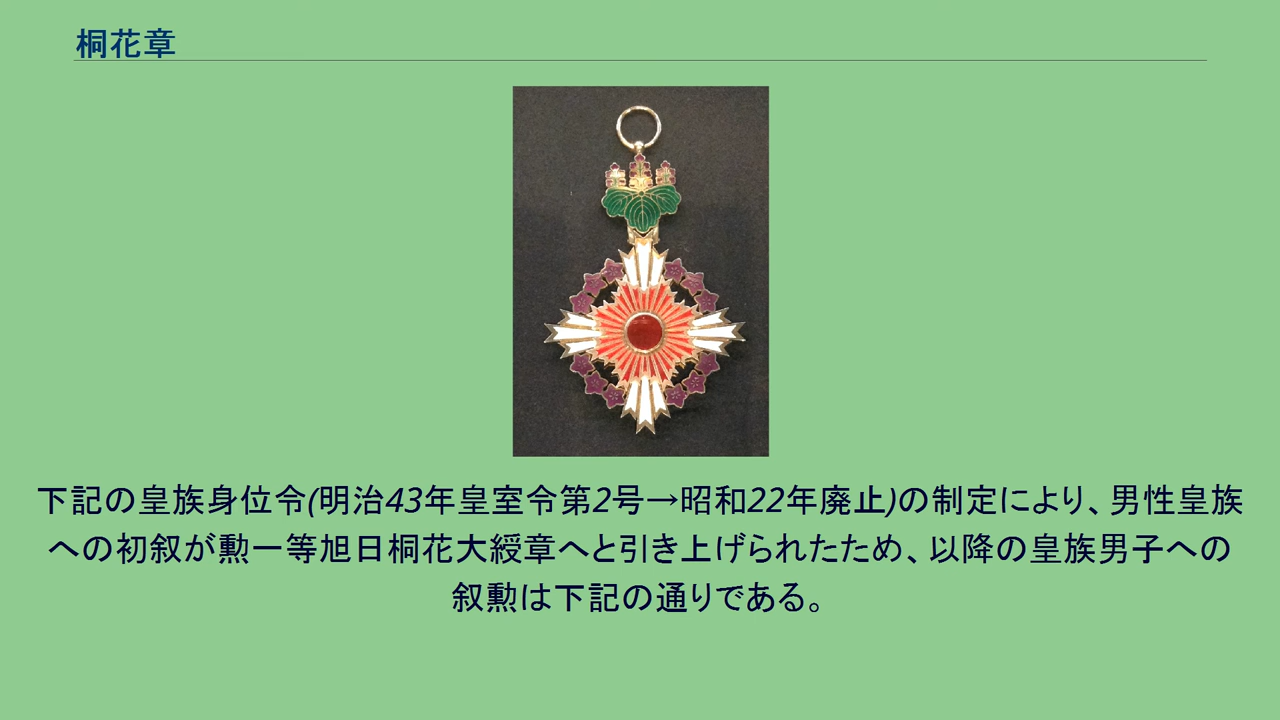 桐花章
下記の皇族身位令(明治43年皇室令第2号→昭和22年廃止)の制定により、男性皇族
への初叙が勲一等旭日桐花大綬章へと引き上げられたため、以降の皇族男子への
叙勲は下記の通りである。